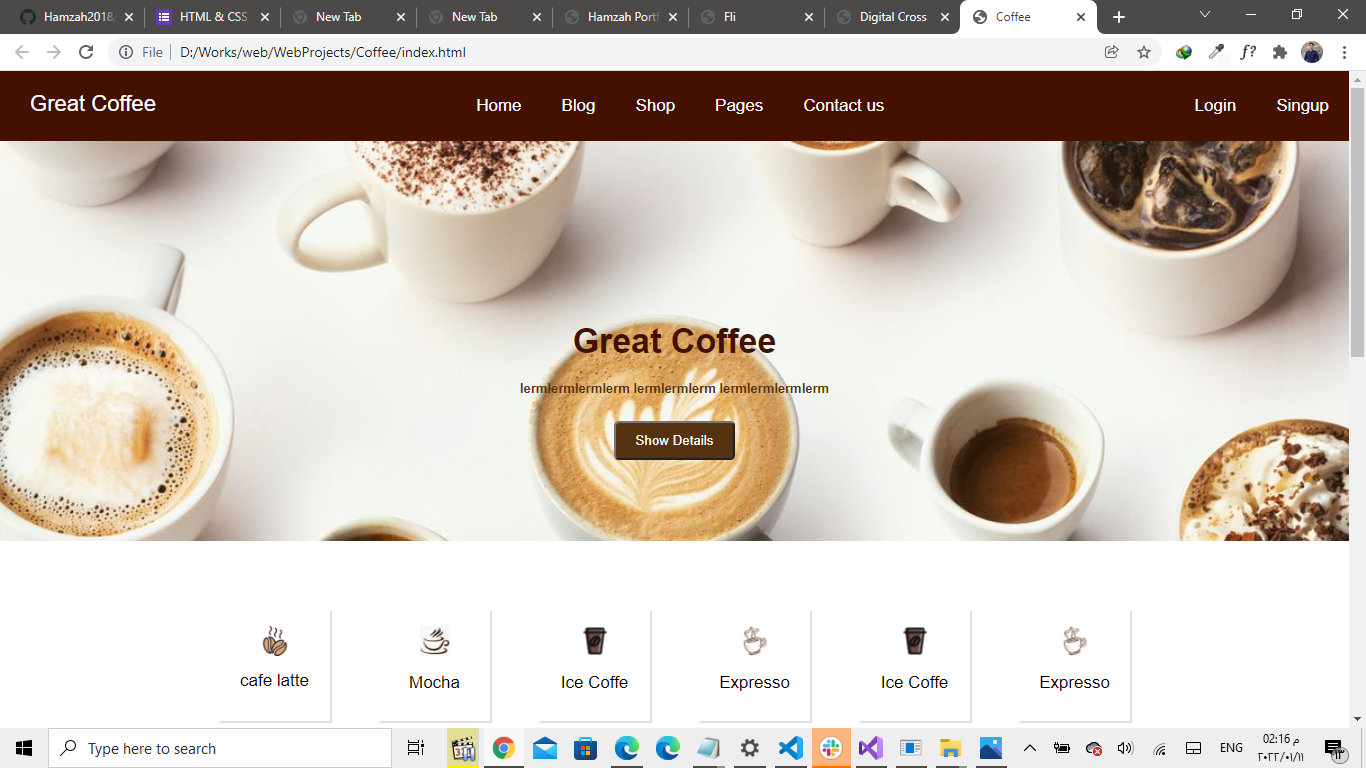 Hamzah2018/
HTML & CSS
New Tab
New Tab
Hamzah Portf
Fli
Digital Cross
Coffee
File
D:/Works/web/WebProjects/Coffee/index.html
f?
Great Coffee
Home
Blog
Shop
Pages
Contact us
Login
Singup
Great Coffee
lermlermlermlerm lermlermlerm lermlermlermlerm
Show Details
cafe latte
Mocha
Ice Coffe
Expresso
Ice Coffe
Expresso
Type here to search
ENG
02:16 م
٢٠٢٢/٠١/١١